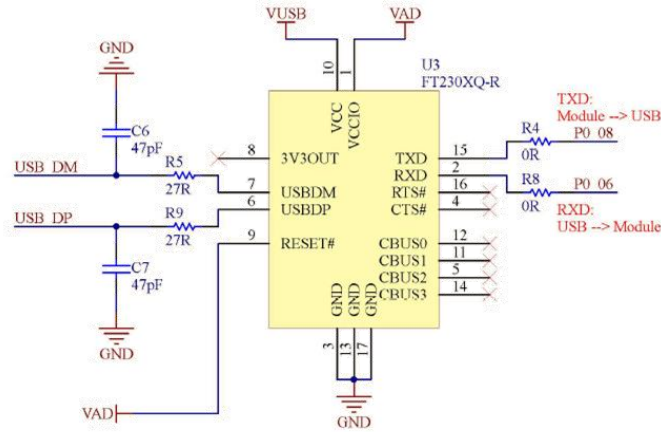 VUSB
VAD
GND
U3
FT230XQ-R
10
1
VCC
VCCIO
C6
47pF
TXD:
Module --> USB
R4
P0_08
0R
8
3V3OUT
TXD
15
USB_DM
R5
27R
RXD
2
7
USBDM
RTS#
16
R8
P0_06
0R
USB_DP
R9
27R
6
USBDP
CTS#
4
RXD:
USB --> Module
9
RESET#
CBUS0
12
CBUS1
11
CBUS2
5
CBUS3
14
C7
47pF
GND
GND
GND
GND
3
13
17
VAD
GND